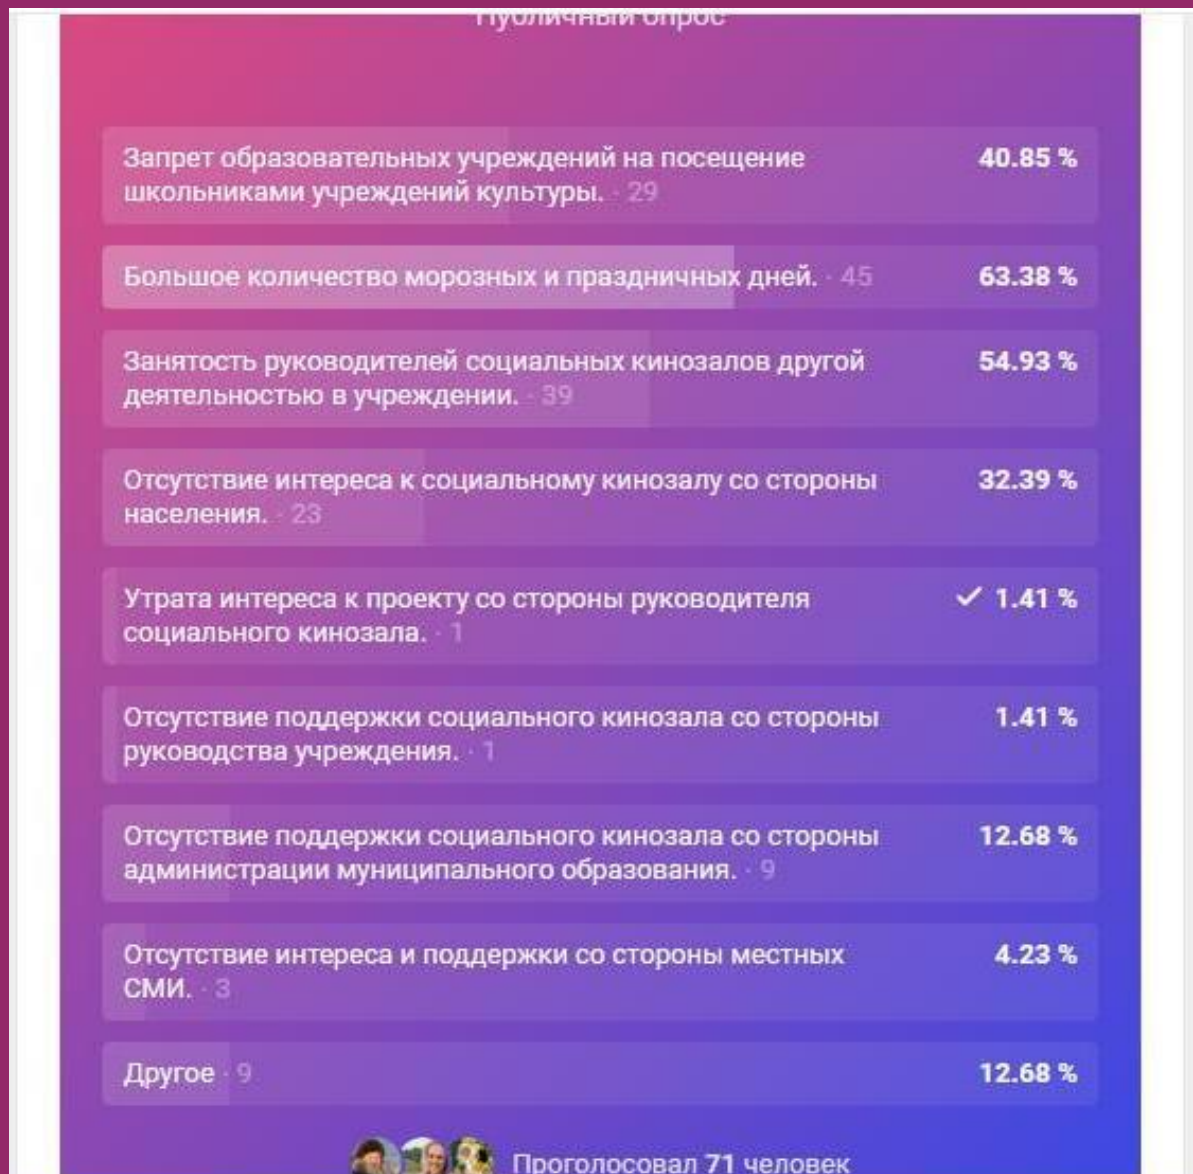 Публичный опрос
Запрет образовательных учреждений на посещение
школьниками учреждений культуры. · 29
40.85 %
Большое количество морозных и праздничных дней. · 45
63.38 %
Занятость руководителей социальных кинозалов другой
деятельностью в учреждении. · 39
54.93 %
Отсутствие интереса к социальному кинозалу со стороны
населения. · 23
32.39 %
Утрата интереса к проекту со стороны руководителя
социального кинозала. · 1
1.41 %
Отсутствие поддержки социального кинозала со стороны
руководства учреждения. · 1
1.41 %
Отсутствие поддержки социального кинозала со стороны
администрации муниципального образования. · 9
12.68 %
Отсутствие интереса и поддержки со стороны местных
СМИ. · 3
4.23 %
Другое · 9
12.68 %
Проголосовал 71 человек